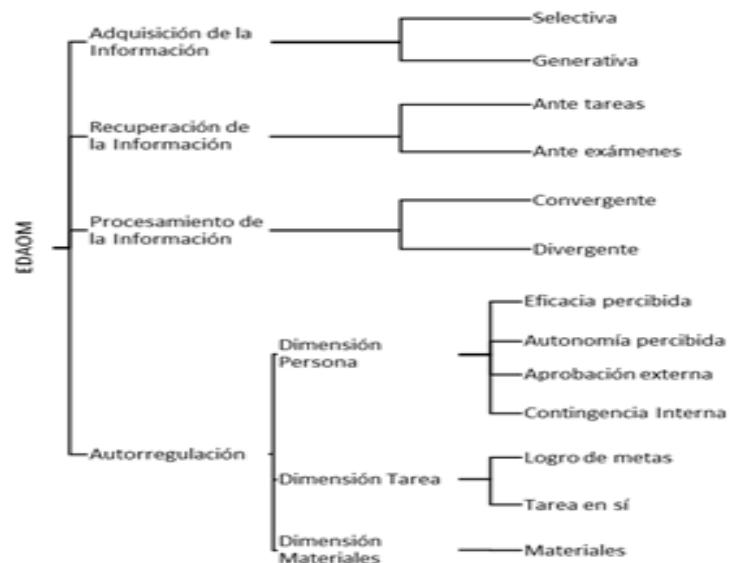 EDAOM
Adquisición de la
Información
Selectiva
Generativa
Recuperación de
la Información
Ante tareas
Ante exámenes
Procesamiento de
la Información
Convergente
Divergente
Autorregulación
Dimensión
Persona
Eficacia percibida
Autonomía percibida
Aprobación externa
Contingencia Interna
Dimensión Tarea
Logro de metas
Tarea en sí
Dimensión
Materiales
Materiales